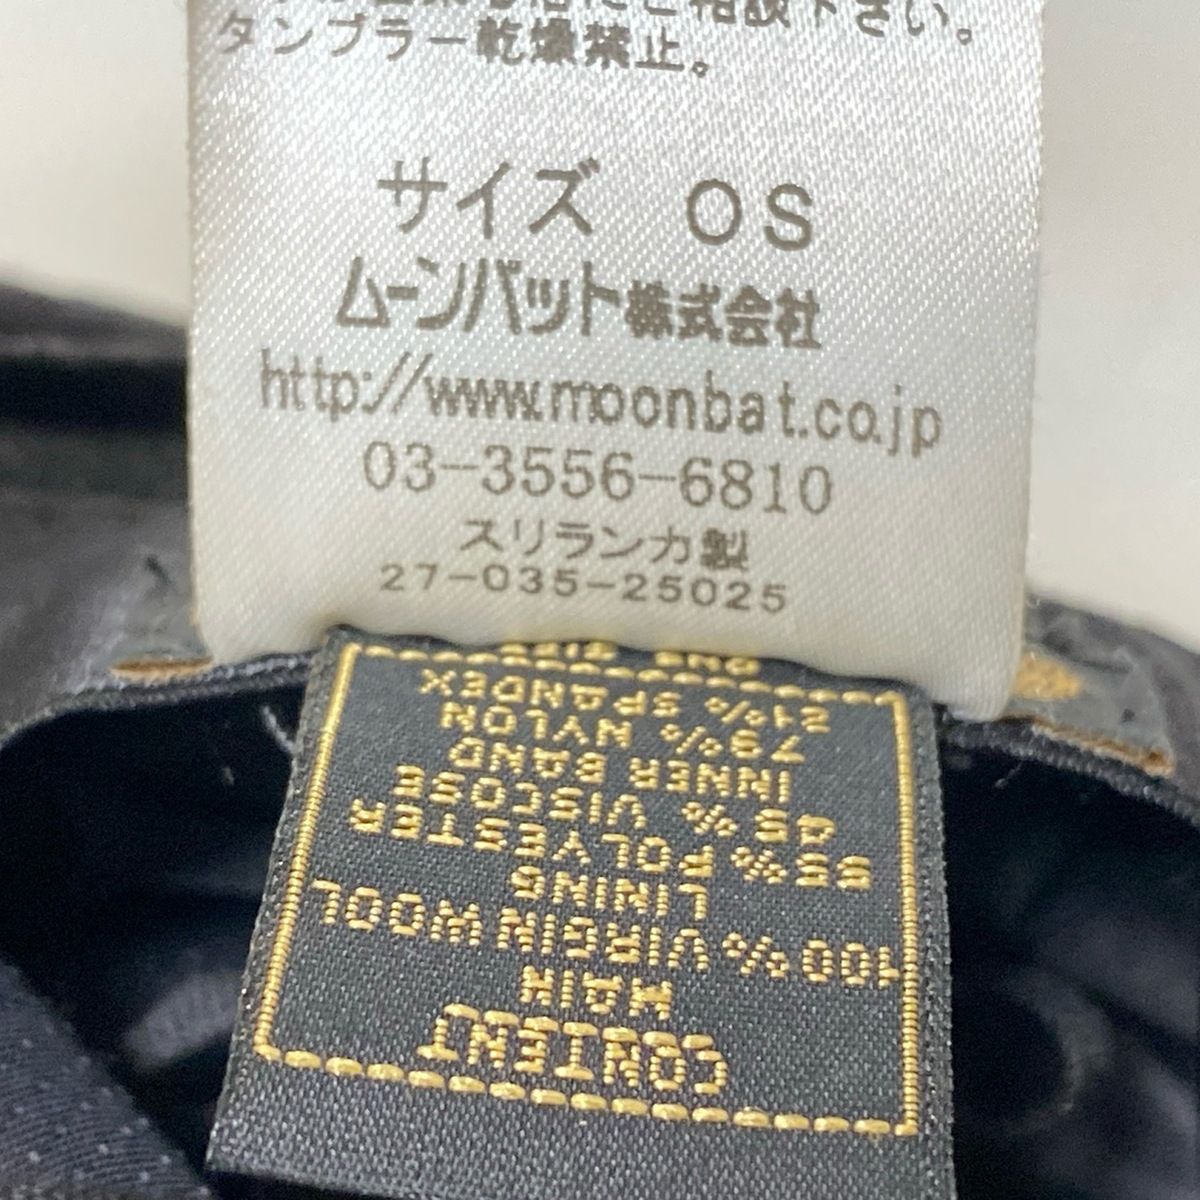 タンブラー乾燥禁止。
サイズ OS
ムーンバット株式会社
http://www.moonbat.co.jp
03-3556-6810
スリランカ製
27-035-25025
CONTENT
MAIN
100% VIRGIN WOOL
LINING
55% POLYESTER
45% VISCOSE
INNER BAND
79% NYLON
21% SPANDEX
ONE SIZE